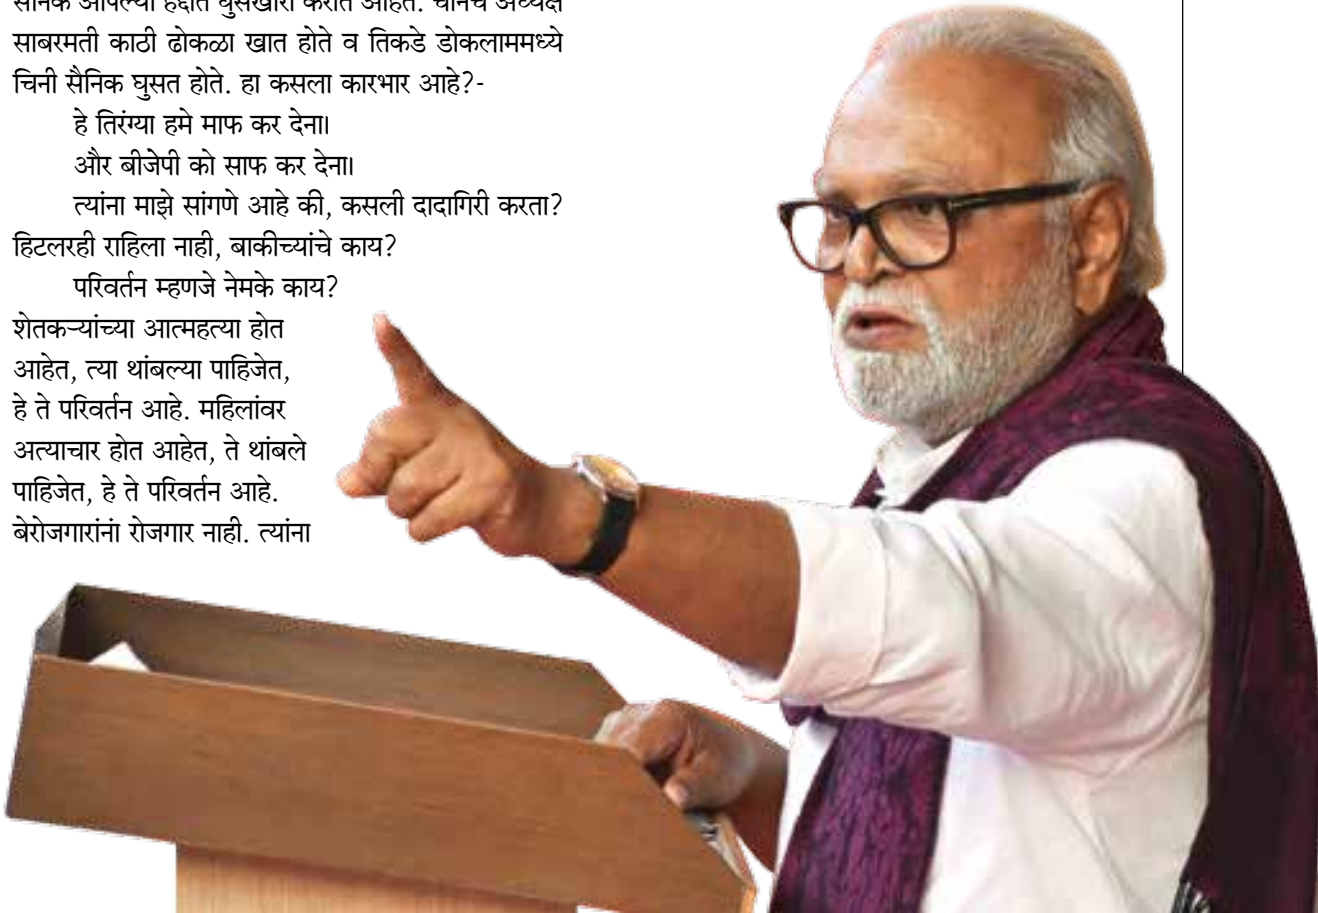 सैनिक आपल्या हद्दीत घुसखोरी करीत आहेत. चीनचे अध्यक्ष
साबरमती काठी ढोकळा खात होते व तिकडे डोकलाममध्ये
चिनी सैनिक घुसत होते. हा कसला कारभार आहे?-
हे तिरंग्या हमे माफ कर देना।
और बीजेपी को साफ कर देना।
त्यांना माझे सांगणे आहे की, कसली दादागिरी करता?
हिटलरही राहिला नाही, बाकीच्यांचे काय?
परिवर्तन म्हणजे नेमके काय?
शेतकऱ्यांच्या आत्महत्या होत
आहेत, त्या थांबल्या पाहिजेत,
हे ते परिवर्तन आहे. महिलांवर
अत्याचार होत आहेत, ते थांबले
पाहिजेत, हे ते परिवर्तन आहे.
बेरोजगारांनां रोजगार नाही. त्यांना